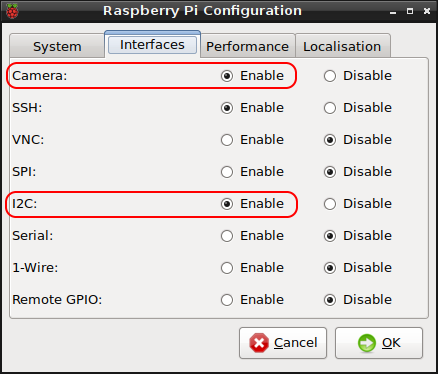 Raspberry Pi Configuration
System Interfaces Performance Localisation
Camera: Enable Disable
SSH: Enable Disable
VNC: Enable Disable
SPI: Enable Disable
I2C: Enable Disable
Serial: Enable Disable
1-Wire: Enable Disable
Remote GPIO: Enable Disable
Cancel OK